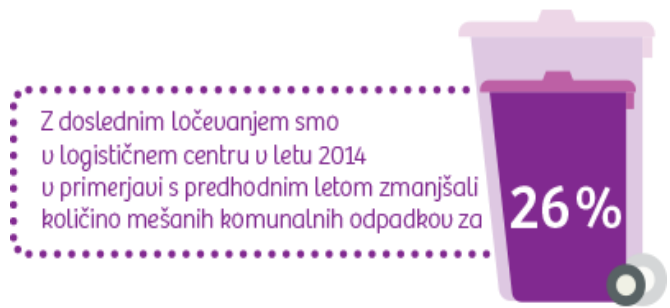 Z doslednim ločevanjem smo
v logističnem centru v letu 2014
v primerjavi s predhodnim letom zmanjšali
količino mešanih komunalnih odpadkov za
26%